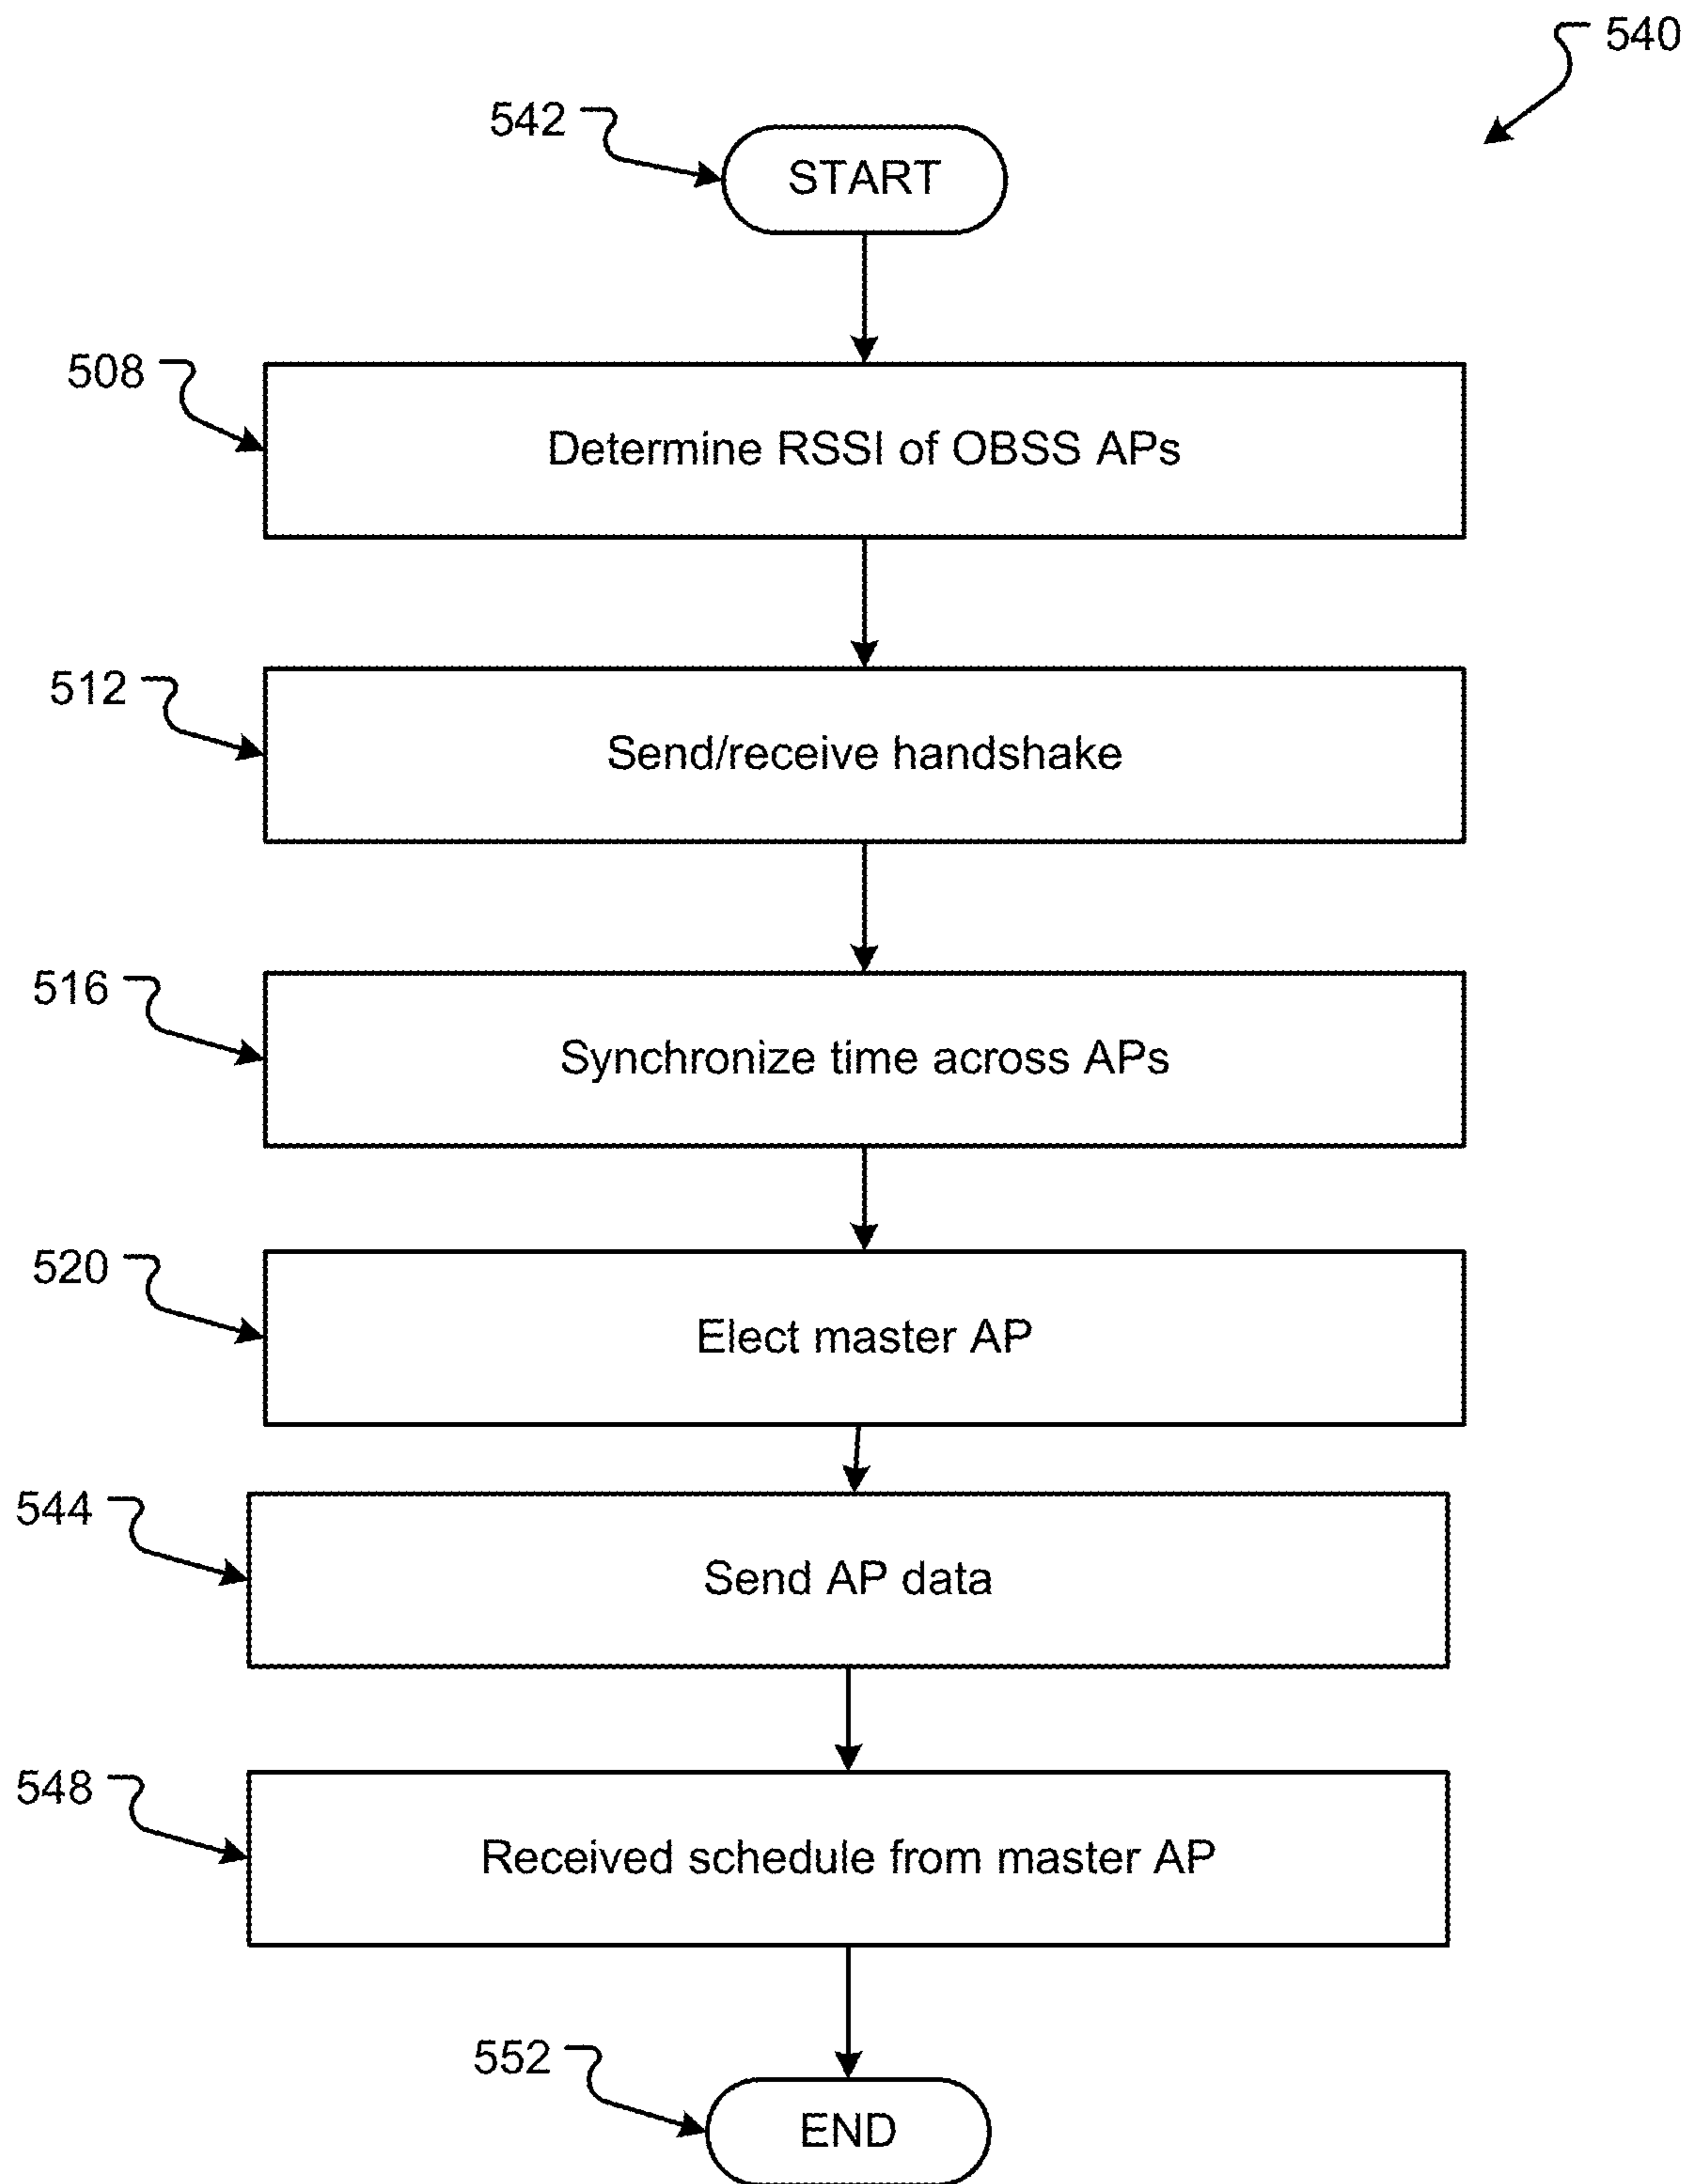 540
542
START
508
Determine RSSI of OBSS APs
512
Send/receive handshake
516
Synchronize time across APs
520
Elect master AP
544
Send AP data
548
Received schedule from master AP
552
END